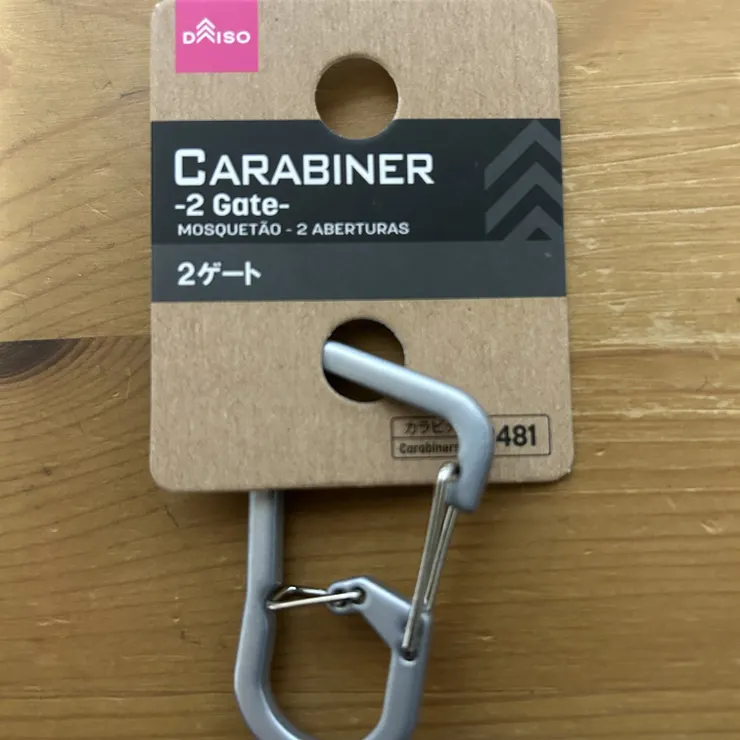 DAISO
CARABINER
-2 Gate-
MOSQUETÃO - 2 ABERTURAS
2ゲート
481